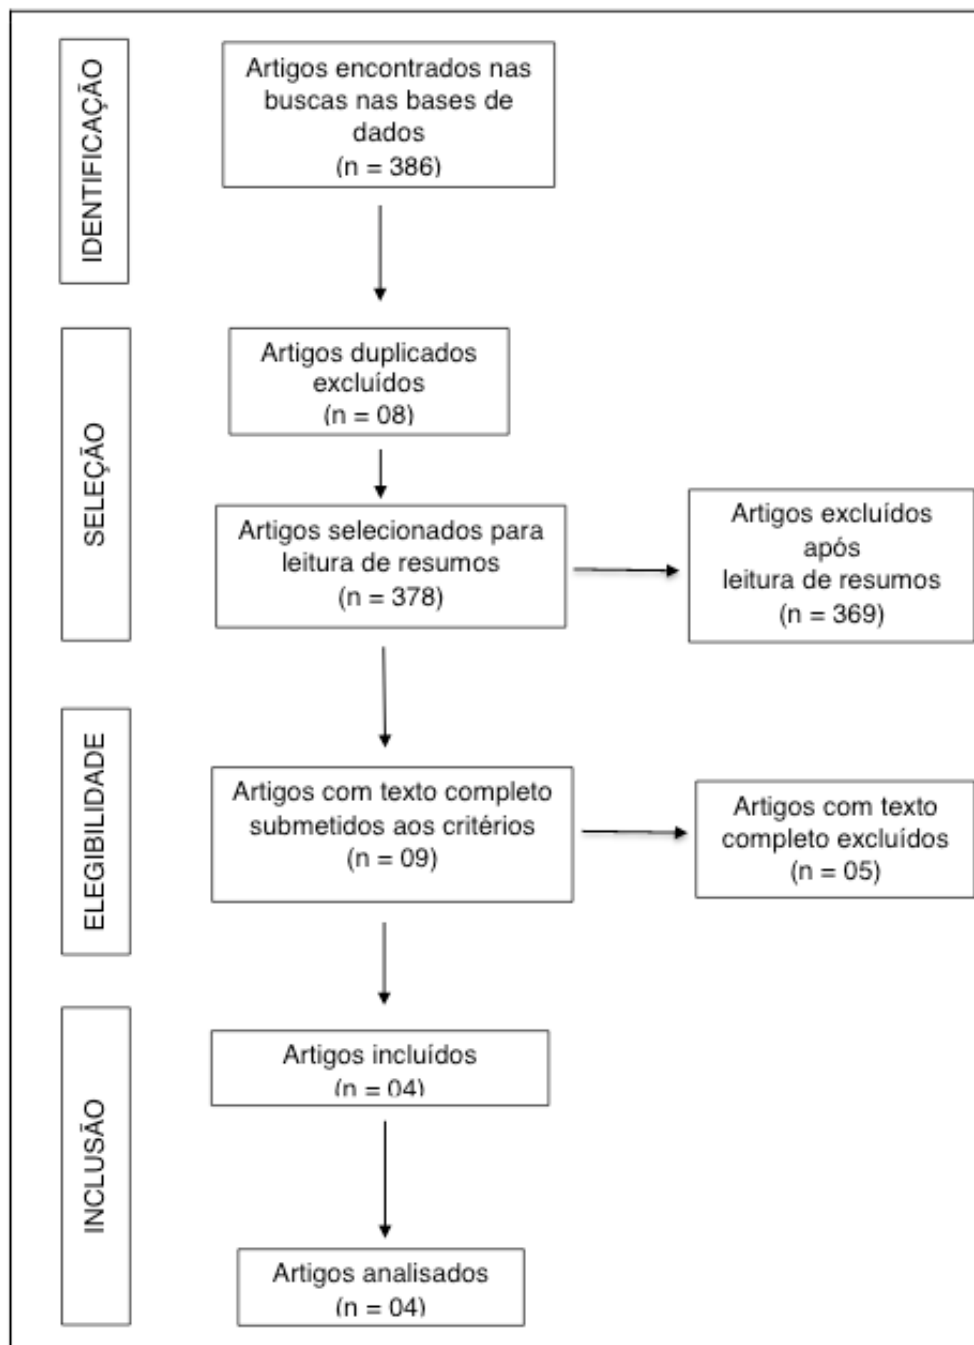 IDENTIFICAÇÃO
Artigos encontrados nas
buscas nas bases de
dados
(n = 386)
SELEÇÃO
Artigos duplicados
excluídos
(n = 08)
Artigos selecionados para
leitura de resumos
(n = 378)
Artigos excluídos
após
leitura de resumos
(n = 369)
ELEGIBILIDADE
Artigos com texto completo
submetidos aos critérios
(n = 09)
Artigos com texto
completo excluídos
(n = 05)
INCLUSÃO
Artigos incluídos
(n = 04)
Artigos analisados
(n = 04)